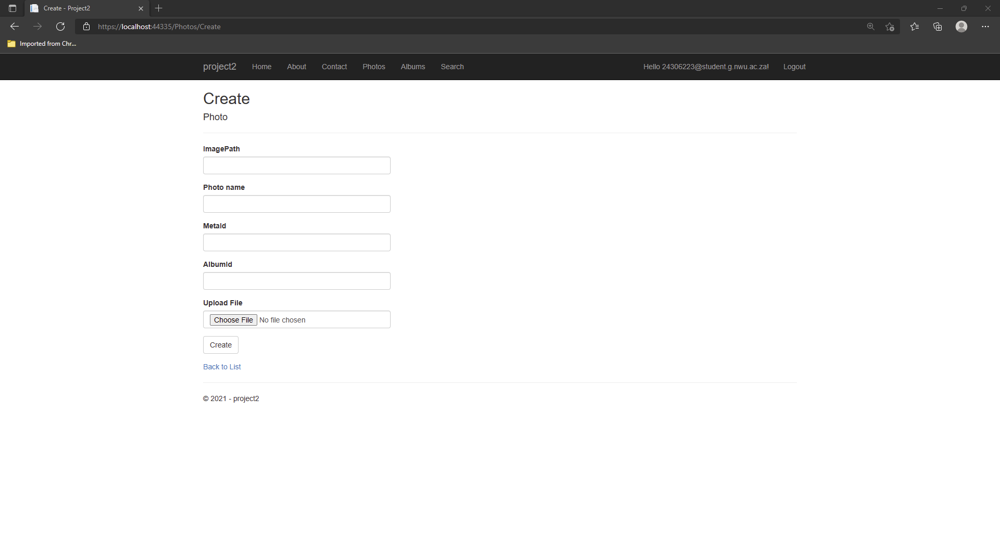 Create - Project2
https://localhost:44335/Photos/Create
Imported from Chr...
project2 Home About Contact Photos Albums Search Hello 24306223@student.g.nwu.ac.za! Logout
Create
Photo
ImagePath
Photo name
MetaId
AlbumId
Upload File
Choose File No file chosen
Create
Back to List
© 2021 - project2